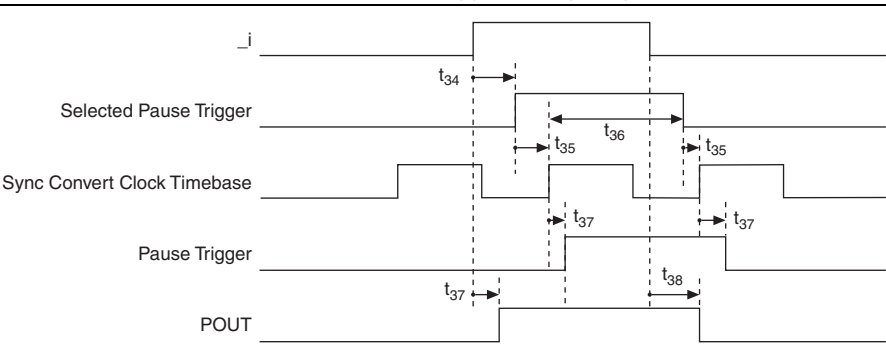 _i
t34
Selected Pause Trigger
t36
t35
t35
Sync Convert Clock Timebase
t37
t37
Pause Trigger
t37
t38
POUT